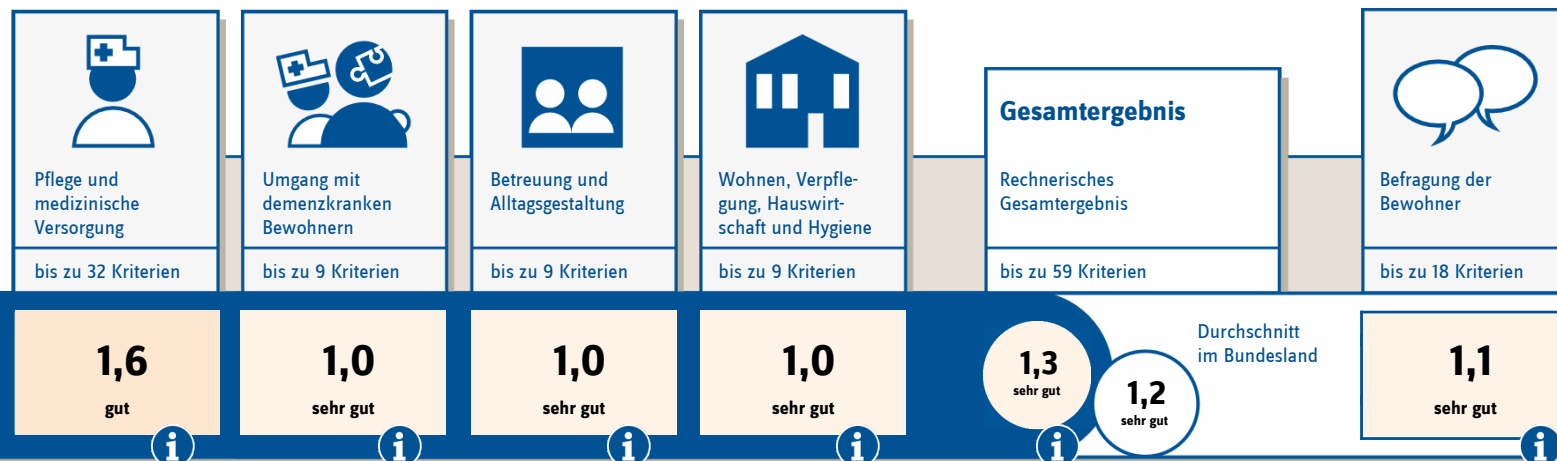 Pflege und
medizinische
Versorgung
bis zu 32 Kriterien
1,6
gut
i
Umgang mit
demenzkranken
Bewohnern
bis zu 9 Kriterien
1,0
sehr gut
i
Betreuung und
Alltagsgestaltung
bis zu 9 Kriterien
1,0
sehr gut
i
Wohnen, Verpfle-
gung, Hauswirt-
schaft und Hygiene
bis zu 9 Kriterien
1,0
sehr gut
i
Gesamtergebnis
Rechnerisches
Gesamtergebnis
bis zu 59 Kriterien
1,3
sehr gut
i
1,2
sehr gut
Durchschnitt
im Bundesland
Befragung der
Bewohner
bis zu 18 Kriterien
1,1
sehr gut
i